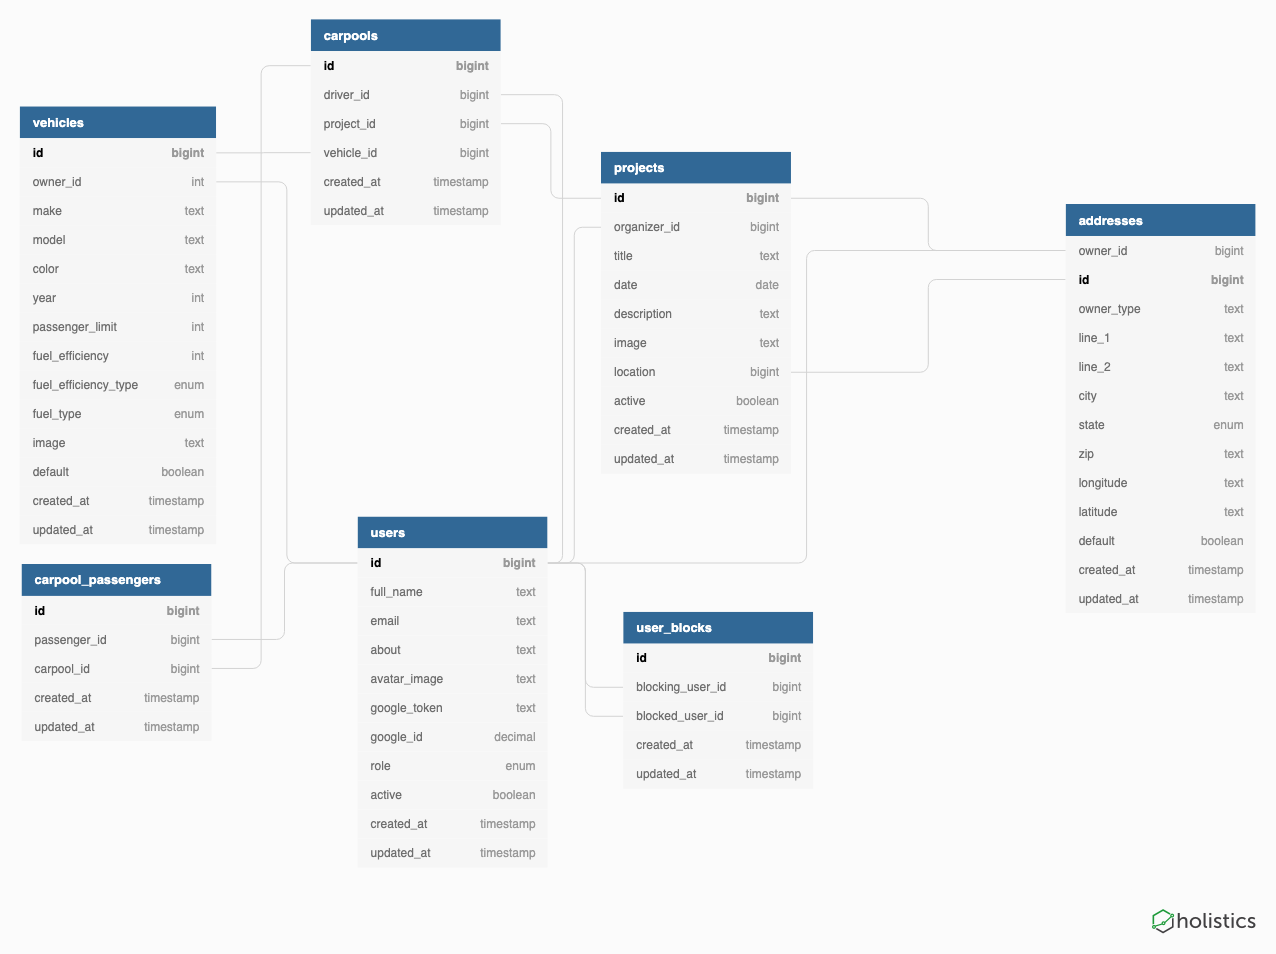 carpools
id bigint
driver_id bigint
project_id bigint
vehicle_id bigint
created_at timestamp
updated_at timestamp
vehicles
id bigint
owner_id int
make text
model text
color text
year int
passenger_limit int
fuel_efficiency int
fuel_efficiency_type enum
fuel_type enum
image text
default boolean
created_at timestamp
updated_at timestamp
projects
id bigint
organizer_id bigint
title text
date date
description text
image text
location bigint
active boolean
created_at timestamp
updated_at timestamp
addresses
owner_id bigint
id bigint
owner_type text
line_1 text
line_2 text
city text
state enum
zip text
longitude text
latitude text
default boolean
created_at timestamp
updated_at timestamp
users
id bigint
full_name text
email text
about text
avatar_image text
google_token text
google_id decimal
role enum
active boolean
created_at timestamp
updated_at timestamp
carpool_passengers
id bigint
passenger_id bigint
carpool_id bigint
created_at timestamp
updated_at timestamp
user_blocks
id bigint
blocking_user_id bigint
blocked_user_id bigint
created_at timestamp
updated_at timestamp
holistics